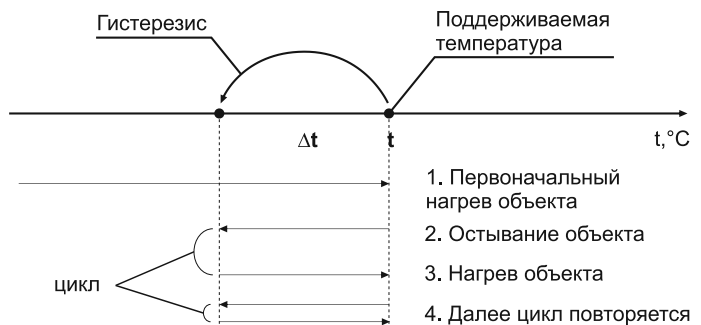 Гистерезис
Поддерживаемая
температура
Δt
t
t,°C
1. Первоначальный
нагрев объекта
2. Остывание объекта
3. Нагрев объекта
цикл
4. Далее цикл повторяется